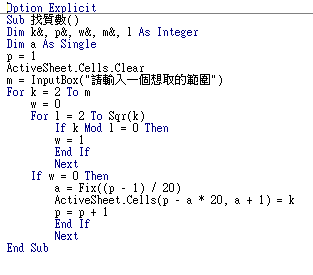 Option Explicit
Sub 找質數()
Dim k&, p&, w&, m&, l As Integer
Dim a As Single
p = 1
ActiveSheet.Cells.Clear
m = InputBox("請輸入一個想取的範圍")
For k = 2 To m
w = 0
For l = 2 To Sqr(k)
If k Mod l = 0 Then
w = 1
End If
Next
If w = 0 Then
a = Fix((p - 1) / 20)
ActiveSheet.Cells(p - a * 20, a + 1) = k
p = p + 1
End If
Next
End Sub